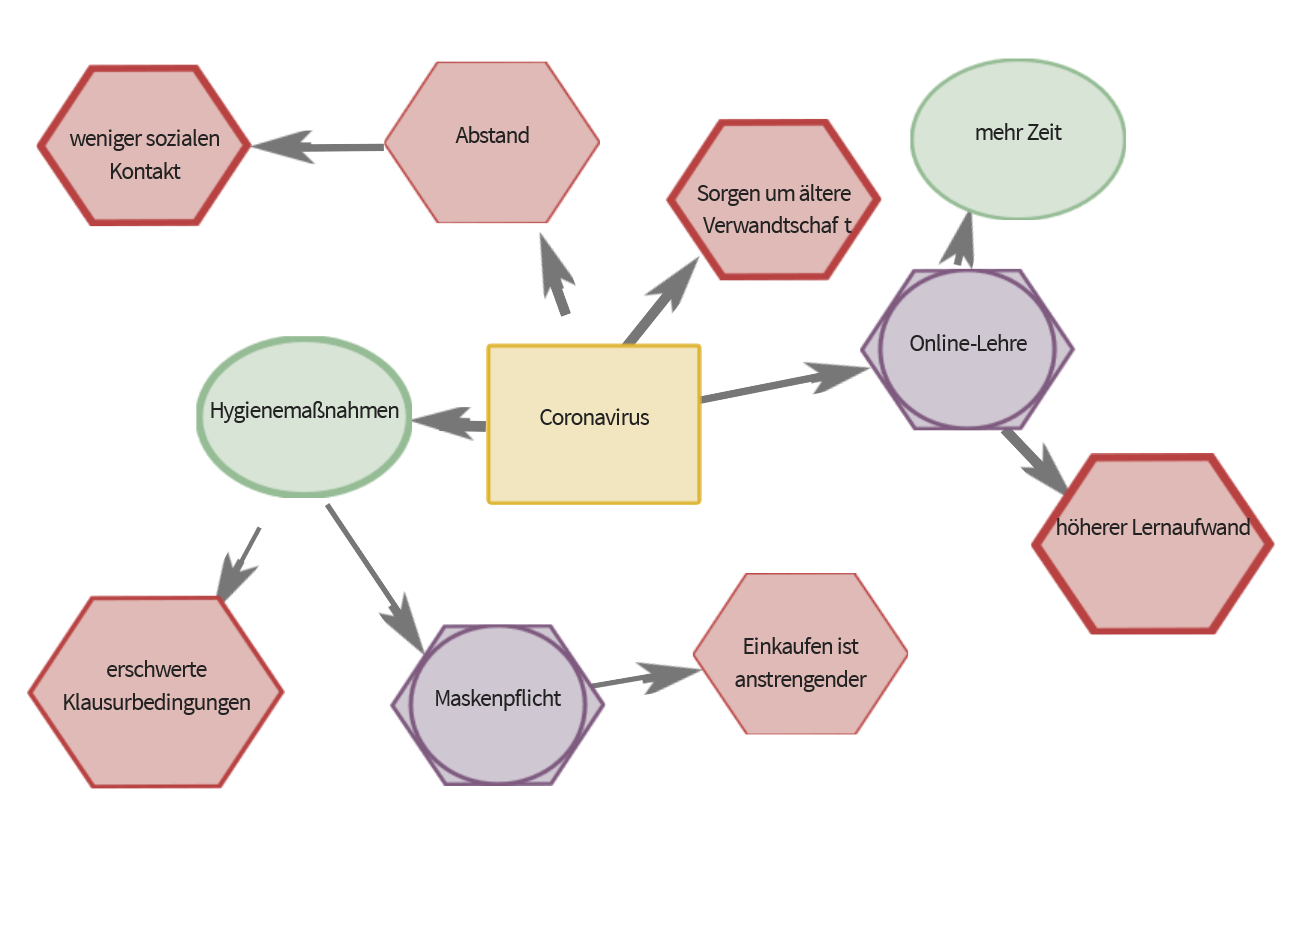 weniger sozialen
Kontakt
Abstand
Sorgen um ältere
Verwandtschaf t
mehr Zeit
Online-Lehre
Hygienemaßnahmen
Coronavirus
höherer Lernaufwand
erschwerte
Klausurbedingungen
Maskenpflicht
Einkaufen ist
anstrengender